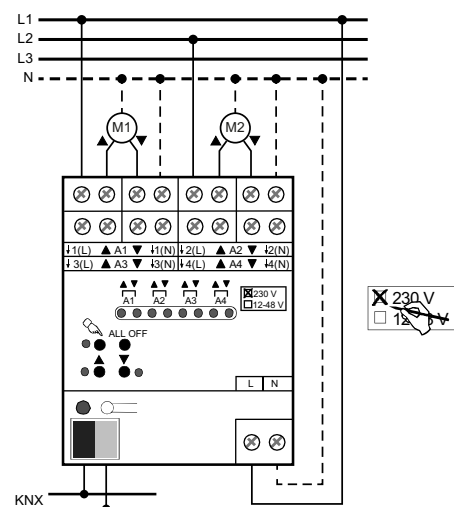 L1
L2
L3
N
M1 M2
1(L) A1 1(N) 2(L) A2 2(N)
3(L) A3 3(N) 4(L) A4 4(N)
A1 A2 A3 A4
230 V
12-48 V
ALL OFF
L N
KNX
230 V